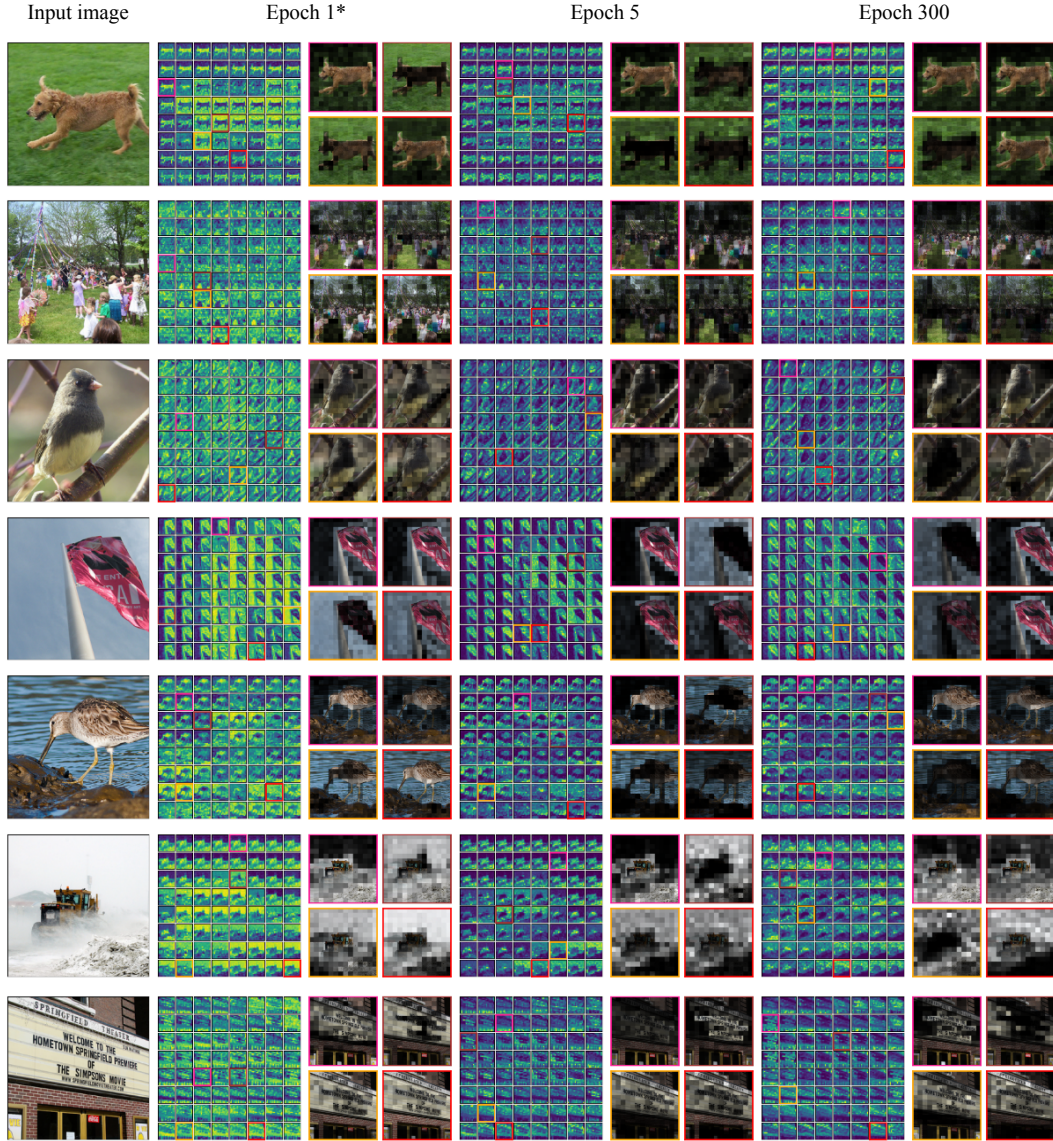 Input image
Epoch 1*
Epoch 5
Epoch 300
SPRINGFIELD THEATER
WELCOME TO THE
HOMETOWN SPRINGFIELD PREMIERE
OF
THE SIMPSONS MOVIE